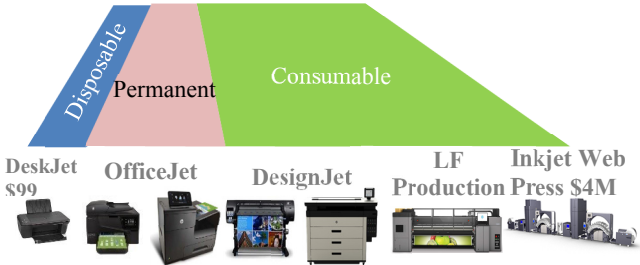 Disposable
Permanent
Consumable
DeskJet
$99
OfficeJet
DesignJet
LF
Production
Inkjet Web
Press $4M